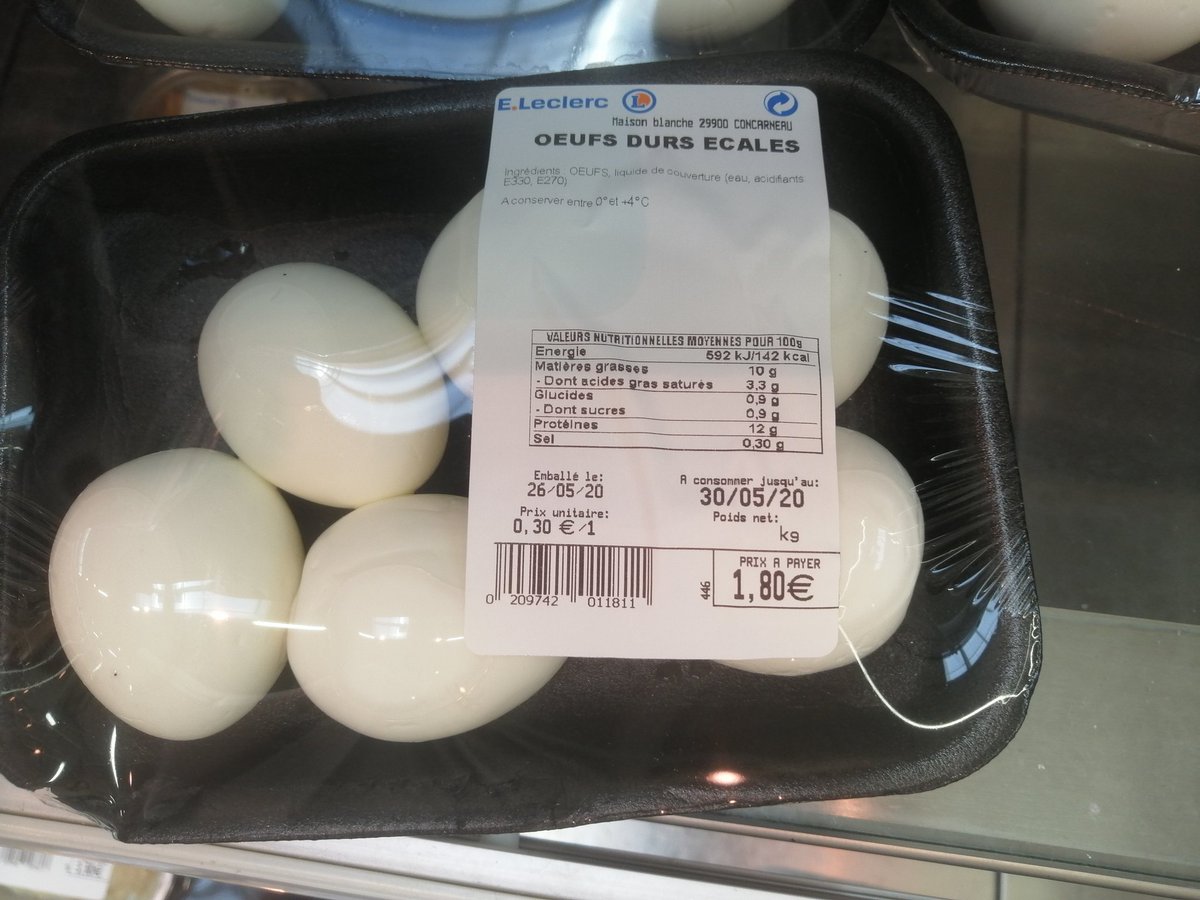 E.Leclerc L
Maison blanche 29900 CONCARNEAU
OEUFS DURS ECALES
Ingrédients : OEUFS, liquide de couverture (eau, acidifiants
E330, E270)
A conserver entre 0° et +4°C
VALEURS NUTRITIONNELLES MOYENNES POUR 100g
Energie 592 kJ/142 kcal
Matières grasses 10 g
- Dont acides gras saturés 3,3 g
Glucides 0,9 g
- Dont sucres 0,9 g
Protéines 12 g
Sel 0,30 g
Emballé le: A consommer jusqu'au:
26/05/20 30/05/20
Prix unitaire: Poids net:
0,30 €/1 kg
PRIX A PAYER
446 1,80€
0 209742 011811